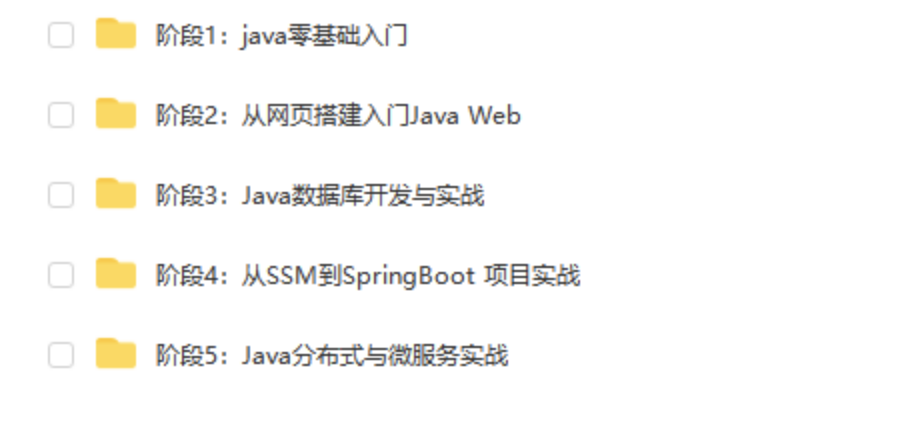 阶段1：java零基础入门
阶段2：从网页搭建入门Java Web
阶段3：Java数据库开发与实战
阶段4：从SSM到SpringBoot 项目实战
阶段5：Java分布式与微服务实战